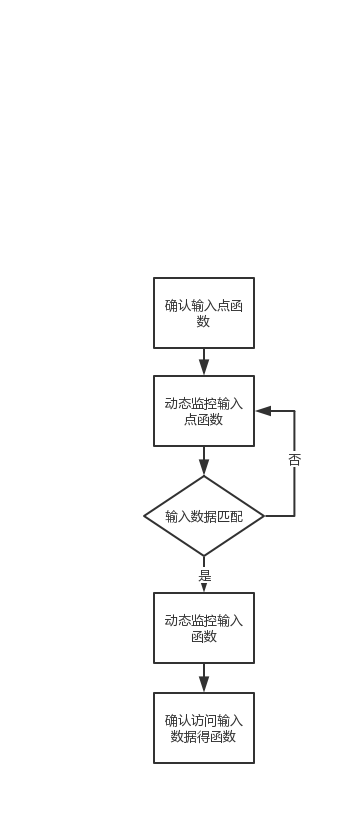 确认输入点函
数
动态监控输入
点函数
否
输入数据匹配
是
动态监控输入
函数
确认访问输入
数据得函数